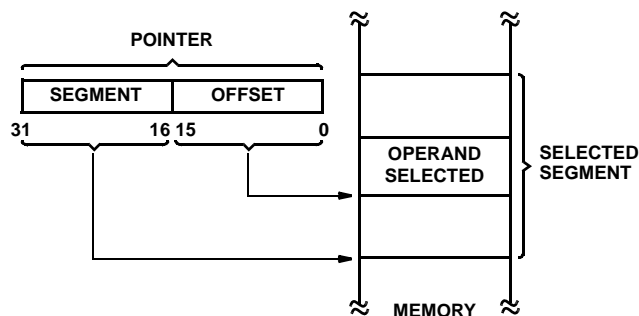 POINTER
SEGMENT OFFSET
31 16 15 0
OPERAND
SELECTED
SELECTED
SEGMENT
MEMORY